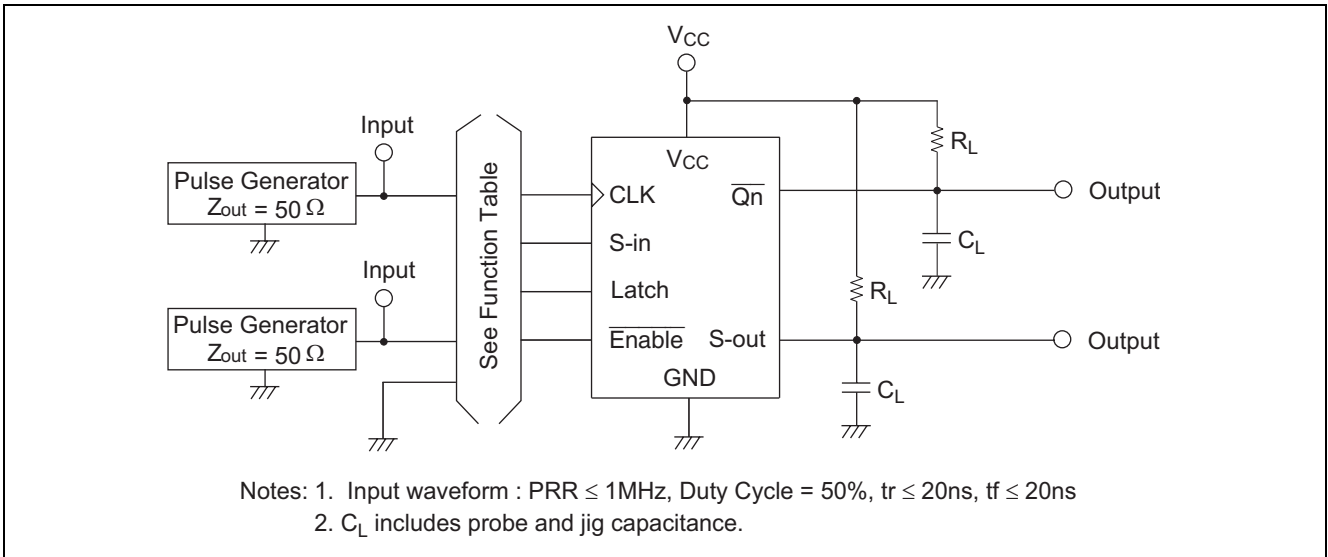 VCC
Input
Pulse Generator
Zout = 50 Ω
Input
Pulse Generator
Zout = 50 Ω
See Function Table
VCC
CLK
S-in
Latch
Enable
Qn
S-out
GND
RL
Output
CL
RL
Output
CL
Notes: 1. Input waveform : PRR ≤ 1MHz, Duty Cycle = 50%, tr ≤ 20ns, tf ≤ 20ns
2. CL includes probe and jig capacitance.